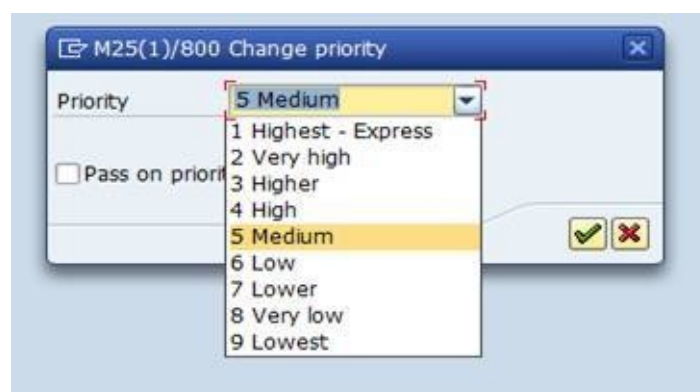 M25(1)/800 Change priority
Priority 5 Medium
1 Highest - Express
2 Very high
3 Higher
4 High
5 Medium
6 Low
7 Lower
8 Very low
9 Lowest
Pass on